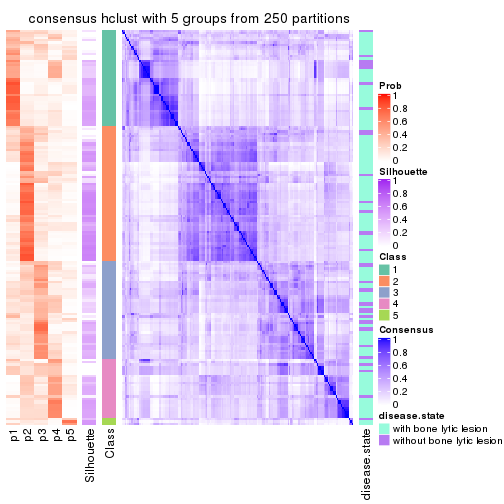 consensus hclust with 5 groups from 250 partitions
Prob
1
0.8
0.6
0.4
0.2
0
Silhouette
1
0.8
0.6
0.4
0.2
0
Class
1
2
3
4
5
Consensus
1
0.8
0.6
0.4
0.2
0
disease.state
with bone lytic lesion
without bone lytic lesion
p1
p2
p3
p4
p5
Silhouette
Class
disease.state